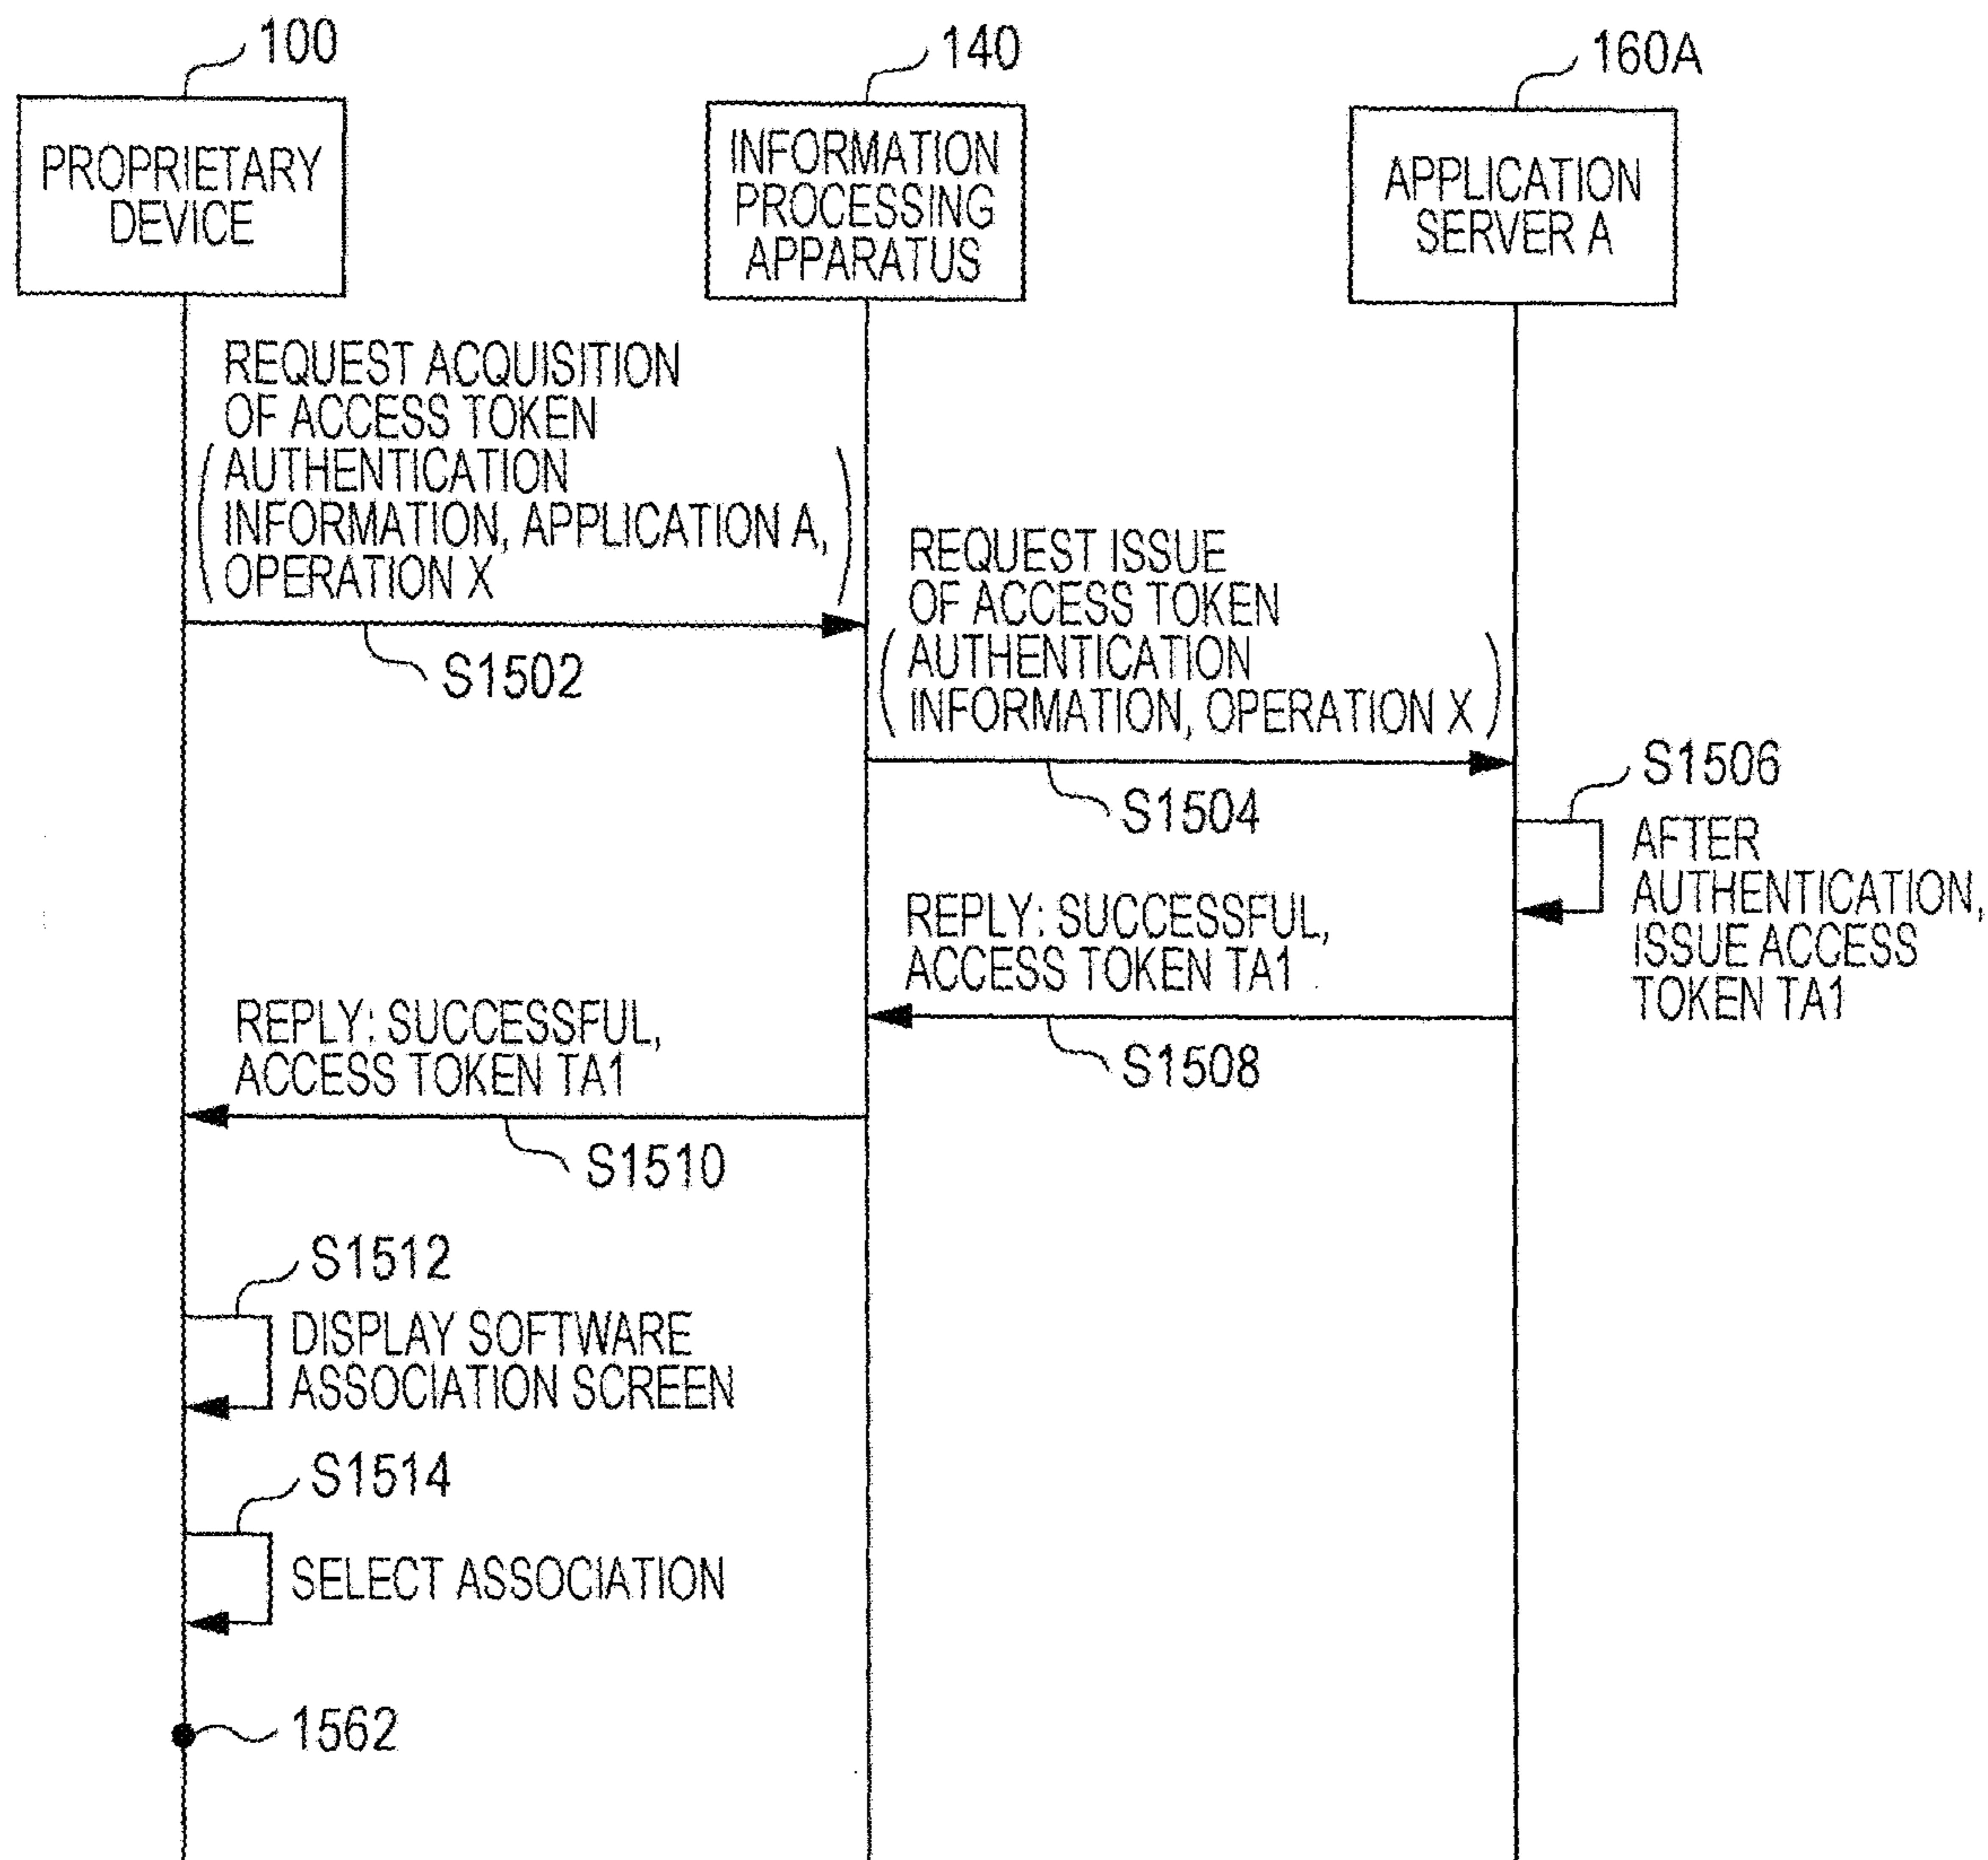 100
140
160A
PROPRIETARY
DEVICE
INFORMATION
PROCESSING
APPARATUS
APPLICATION
SERVER A
REQUEST ACQUISITION
OF ACCESS TOKEN
(AUTHENTICATION
INFORMATION, APPLICATION A,
OPERATION X)
S1502
REQUEST ISSUE
OF ACCESS TOKEN
(AUTHENTICATION
INFORMATION, OPERATION X)
S1504
S1506
AFTER
AUTHENTICATION,
ISSUE ACCESS
TOKEN TA1
REPLY: SUCCESSFUL,
ACCESS TOKEN TA1
S1508
REPLY: SUCCESSFUL,
ACCESS TOKEN TA1
S1510
S1512
DISPLAY SOFTWARE
ASSOCIATION SCREEN
S1514
SELECT ASSOCIATION
1562